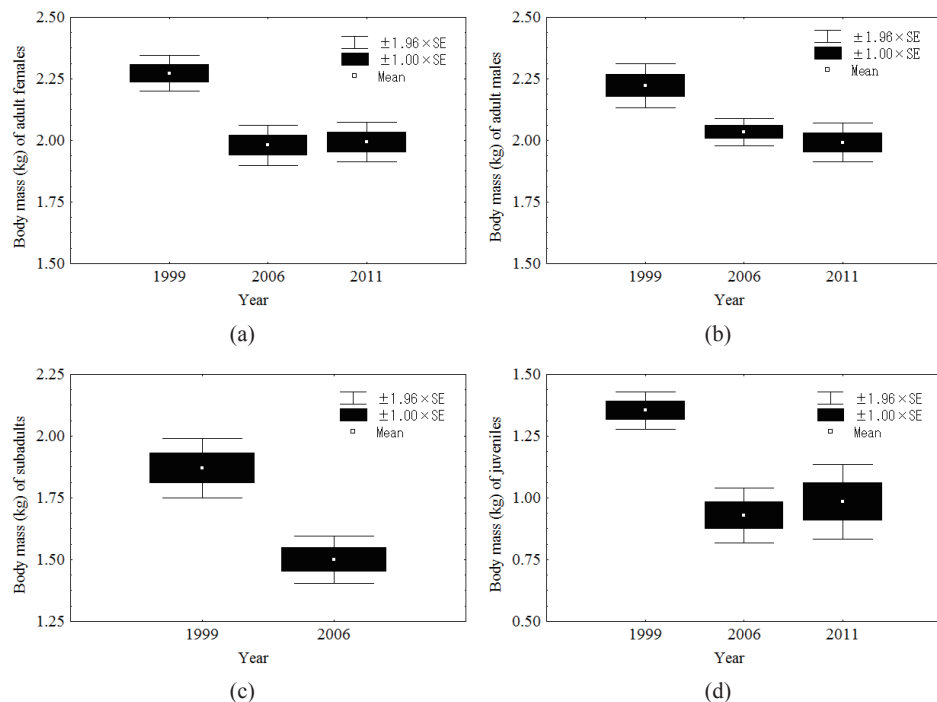 Body mass (kg) of adult females
2.50
2.25
2.00
1.75
1.50
±1.96×SE
±1.00×SE
Mean
1999 2006 2011
Year
(a)
Body mass (kg) of adult males
2.50
2.25
2.00
1.75
1.50
±1.96×SE
±1.00×SE
Mean
1999 2006 2011
Year
(b)
Body mass (kg) of subadults
2.25
2.00
1.75
1.50
1.25
±1.96×SE
±1.00×SE
Mean
1999 2006
Year
(c)
Body mass (kg) of juveniles
1.50
1.25
1.00
0.75
0.50
±1.96×SE
±1.00×SE
Mean
1999 2006 2011
Year
(d)